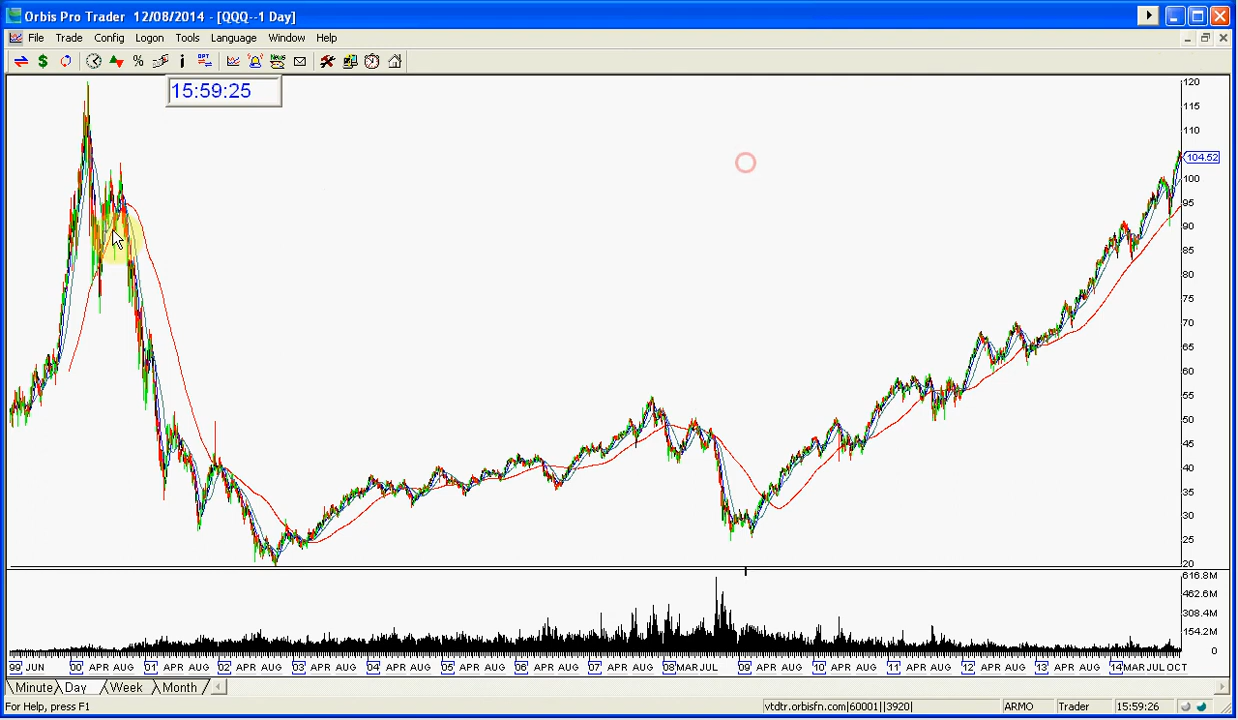 Orbis Pro Trader 12/08/2014 - [QQQ--1 Day]
File Trade Config Logon Tools Language Window Help
$ % i OPT News
15:59:25
120
115
110
104.52
100
95
90
85
80
75
70
65
60
55
50
45
40
35
30
25
20
616.8M
462.6M
308.4M
154.2M
0
99 JUN 00 APR AUG 01 APR AUG 02 APR AUG 03 APR AUG 04 APR AUG 05 APR AUG 06 APR AUG 07 APR AUG 08 MAR JUL 09 APR AUG 10 APR AUG 11 APR AUG 12 APR AUG 13 APR AUG 14 MAR JUL OCT
Minute Day Week Month
For Help, press F1 vtdtr.orbisfn.com|60001||3920| ARMO Trader 15:59:26